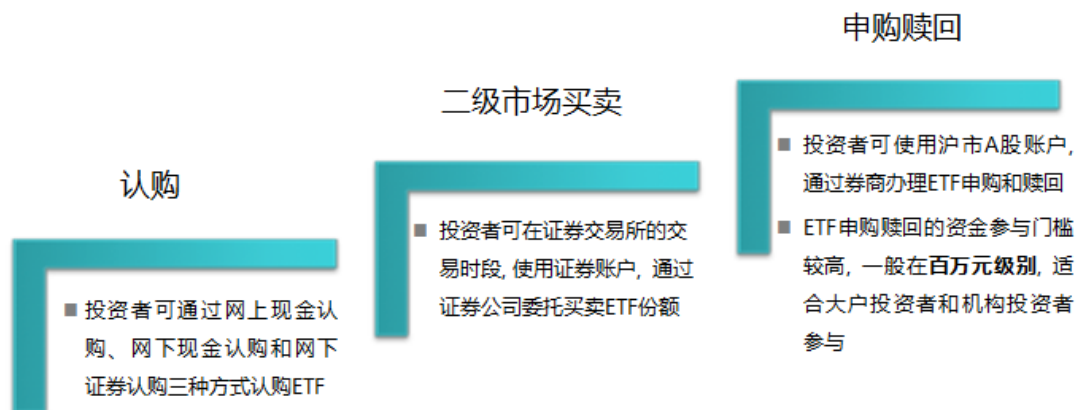 认购
投资者可通过网上现金认
购、网下现金认购和网下
证券认购三种方式认购ETF
二级市场买卖
投资者可在证券交易所的交
易时段, 使用证券账户, 通过
证券公司委托买卖ETF份额
申购赎回
投资者可使用沪市A股账户,
通过券商办理ETF申购和赎回
ETF申购赎回的资金参与门槛
较高, 一般在百万元级别, 适
合大户投资者和机构投资者
参与